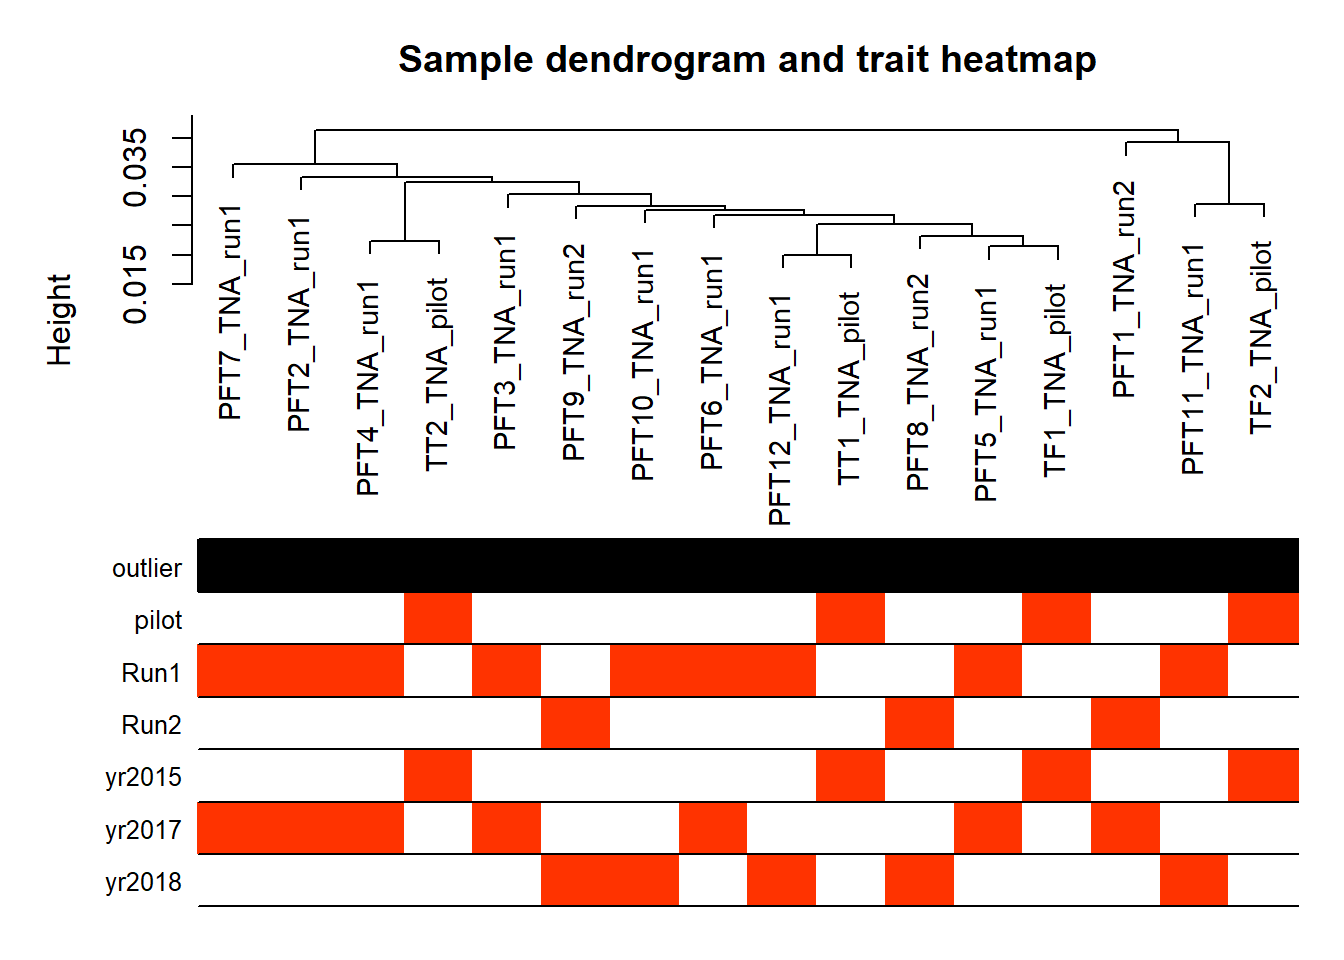 Sample dendrogram and trait heatmap
Height
0.035
0.015
PFT7_TNA_run1
PFT2_TNA_run1
PFT4_TNA_run1
TT2_TNA_pilot
PFT3_TNA_run1
PFT9_TNA_run2
PFT10_TNA_run1
PFT6_TNA_run1
PFT12_TNA_run1
TT1_TNA_pilot
PFT8_TNA_run2
PFT5_TNA_run1
TF1_TNA_pilot
PFT1_TNA_run2
PFT11_TNA_run1
TF2_TNA_pilot
outlier
pilot
Run1
Run2
yr2015
yr2017
yr2018